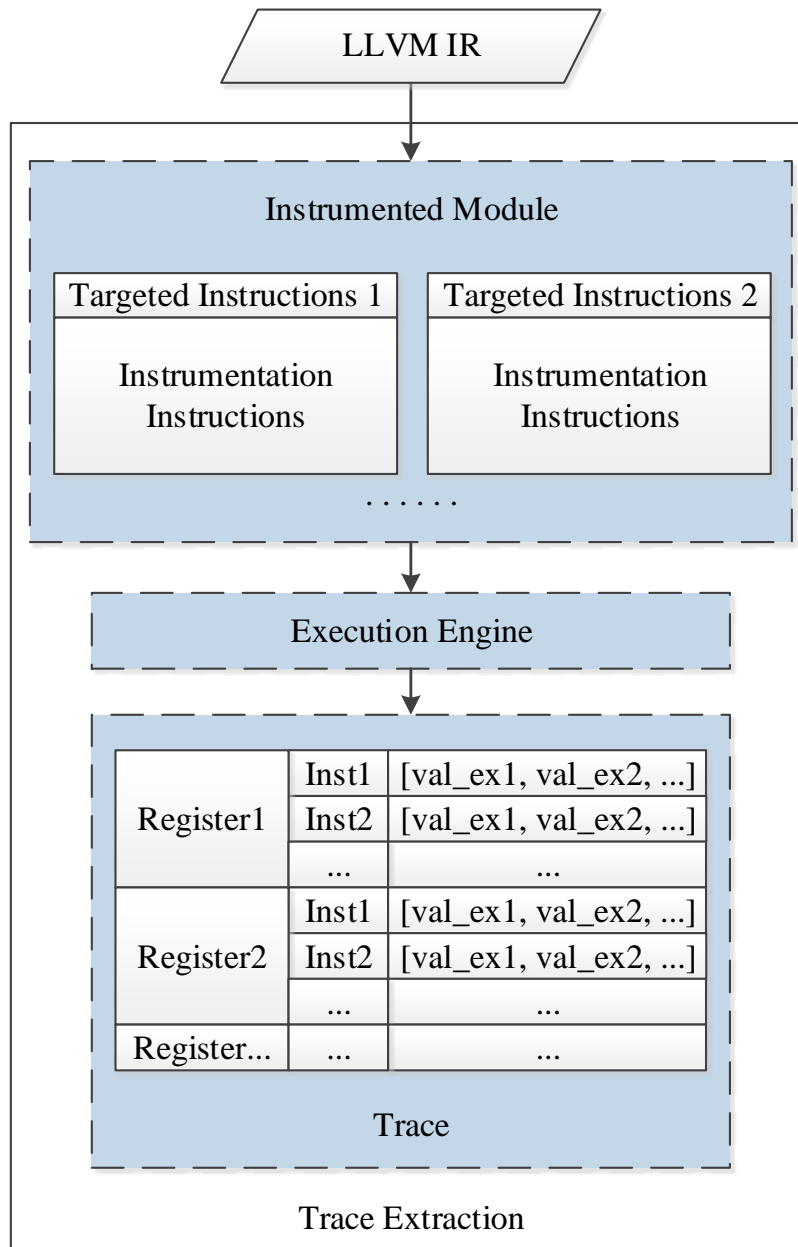 LLVM IR
Instrumented Module
Targeted Instructions 1
Targeted Instructions 2
Instrumentation
Instructions
Instrumentation
Instructions
. . . . . .
Execution Engine
Register1
Inst1 [val_ex1, val_ex2, ...]
Inst2 [val_ex1, val_ex2, ...]
... ...
Register2
Inst1 [val_ex1, val_ex2, ...]
Inst2 [val_ex1, val_ex2, ...]
... ...
Register... ... ...
Trace
Trace Extraction